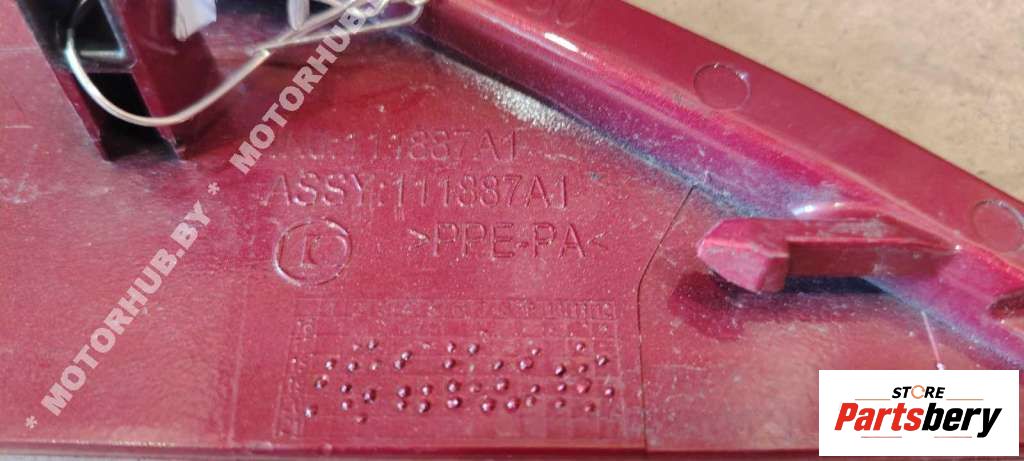 111887A1
ASSY:111887A1
>PPE-PA<
* MOTORHUB.BY * MOTORHUB.BY *
STORE
Partsbery